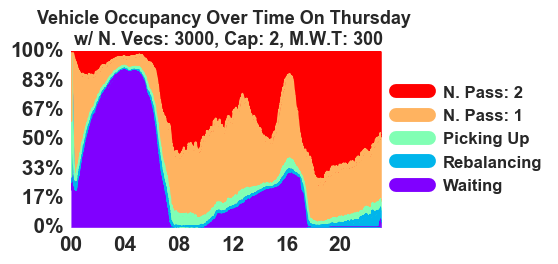 Vehicle Occupancy Over Time On Thursday
w/ N. Vecs: 3000, Cap: 2, M.W.T: 300
100%
83%
67%
50%
33%
17%
0%
00 04 08 12 16 20
N. Pass: 2
N. Pass: 1
Picking Up
Rebalancing
Waiting